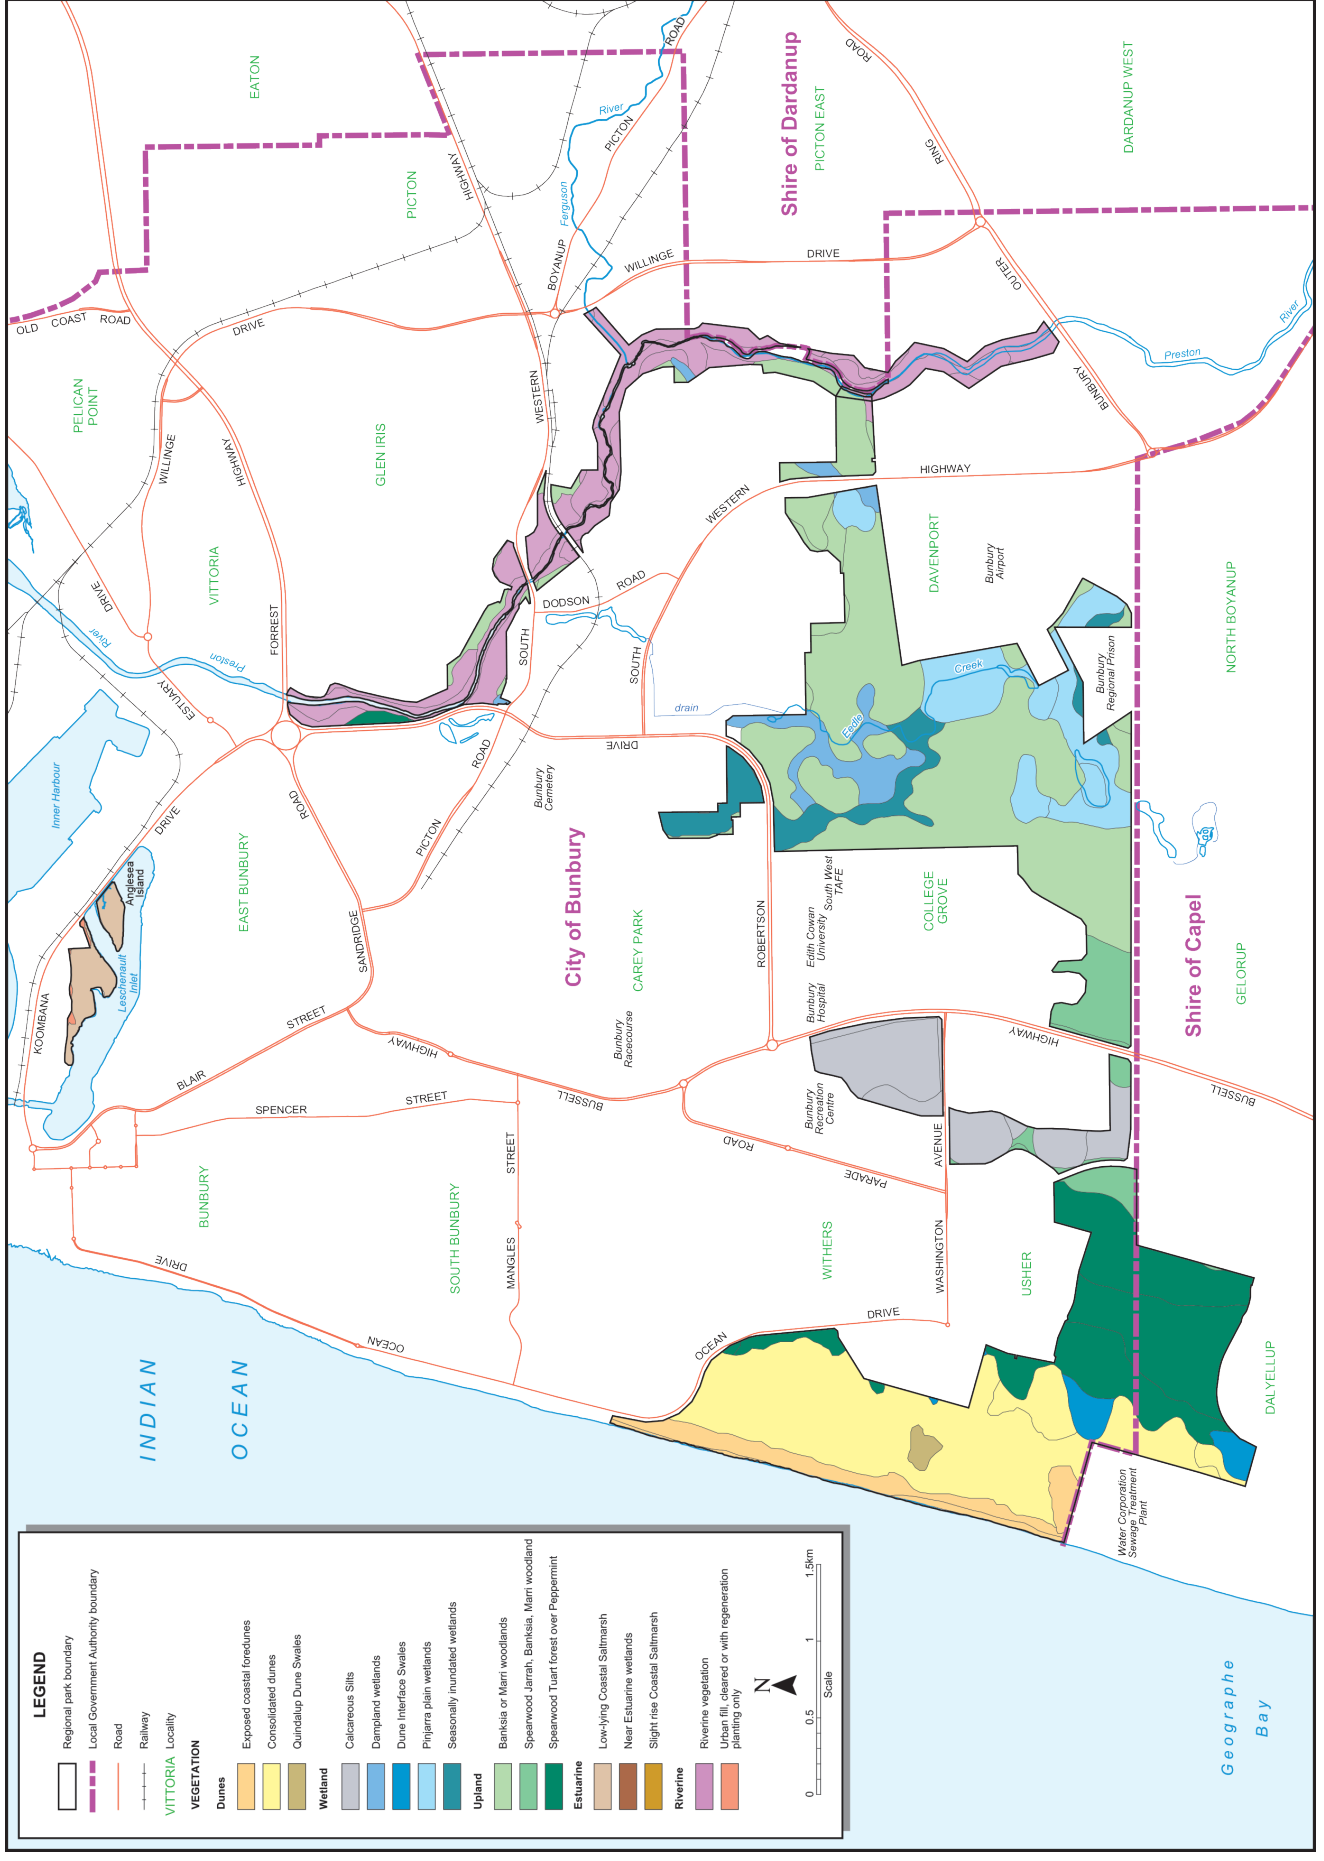 LEGEND
Regional park boundary
Local Government Authority boundary
Road
Railway
VITTORIA Locality
VEGETATION
Dunes
Exposed coastal foredunes
Consolidated dunes
Quindalup Dune Swales
Wetland
Calcareous Silts
Dampland wetlands
Dune Interface Swales
Pinjarra plain wetlands
Seasonally inundated wetlands
Upland
Banksia or Marri woodlands
Spearwood Jarrah, Banksia, Marri woodland
Spearwood Tuart forest over Peppermint
Estuarine
Low-lying Coastal Saltmarsh
Near Estuarine wetlands
Slight rise Coastal Saltmarsh
Riverine
Riverine vegetation
Urban fill, cleared or with regeneration
planting only
N
0
0.5
1
1.5km
Scale
INDIAN
OCEAN
Geographe
Bay
Water Corporation
Sewage Treatment
Plant
DALYELLUP
USHER
WITHERS
SOUTH BUNBURY
BUNBURY
OCEAN
DRIVE
OCEAN
DRIVE
MANGLES
STREET
SPENCER
STREET
WASHINGTON
AVENUE
PARADE
ROAD
BUSSELL
HIGHWAY
BUSSELL
HIGHWAY
BLAIR
STREET
SANDRIDGE
ROAD
KOOMBANA
DRIVE
Leschenault
Inlet
Anglesea
Island
Inner Harbour
EAST BUNBURY
Bunbury
Racecourse
Bunbury
Recreation
Centre
Bunbury
Hospital
Edith Cowan
University
South West
TAFE
CAREY PARK
City of Bunbury
COLLEGE
GROVE
ROBERTSON
DRIVE
Shire of Capel
GELORUP
Bunbury
Cemetery
PICTON
ROAD
SOUTH
WESTERN
HIGHWAY
drain
Eedle
Creek
Bunbury
Regional Prison
Bunbury
Airport
DAVENPORT
NORTH BOYANUP
DODSON
ROAD
SOUTH
WESTERN
HIGHWAY
ESTUARY
DRIVE
River
Preston
VITTORIA
FORREST
HIGHWAY
WILLINGE
DRIVE
PELICAN
POINT
GLEN IRIS
OLD
COAST
ROAD
BOYANUP
PICTON
ROAD
Ferguson
River
WILLINGE
DRIVE
BUNBURY
OUTER
RING
ROAD
Preston
River
EATON
PICTON
Shire of Dardanup
PICTON EAST
DARDANUP WEST